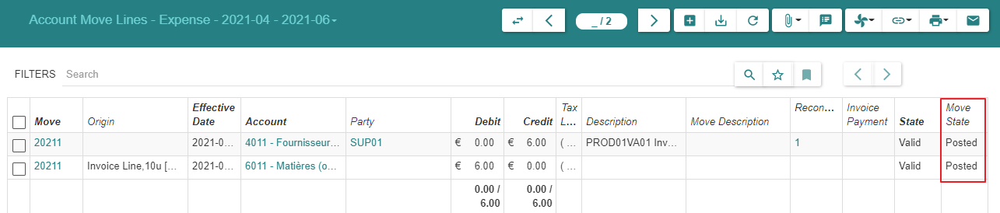 Account Move Lines - Expense - 2021-04 - 2021-06
_ / 2
FILTERS Search
Move Origin Effective Date Account Party Debit Credit Tax L... Description Move Description Recon... Invoice Payment State Move State
20211 2021-0... 4011 - Fournisseur... SUP01 € 0.00 € 6.00 ( ... PROD01VA01 Inv... 1 Valid Posted
20211 Invoice Line,10u [... 2021-0... 6011 - Matières (o... € 6.00 € 0.00 ( ... Valid Posted
0.00 / 0.00 /
6.00 6.00